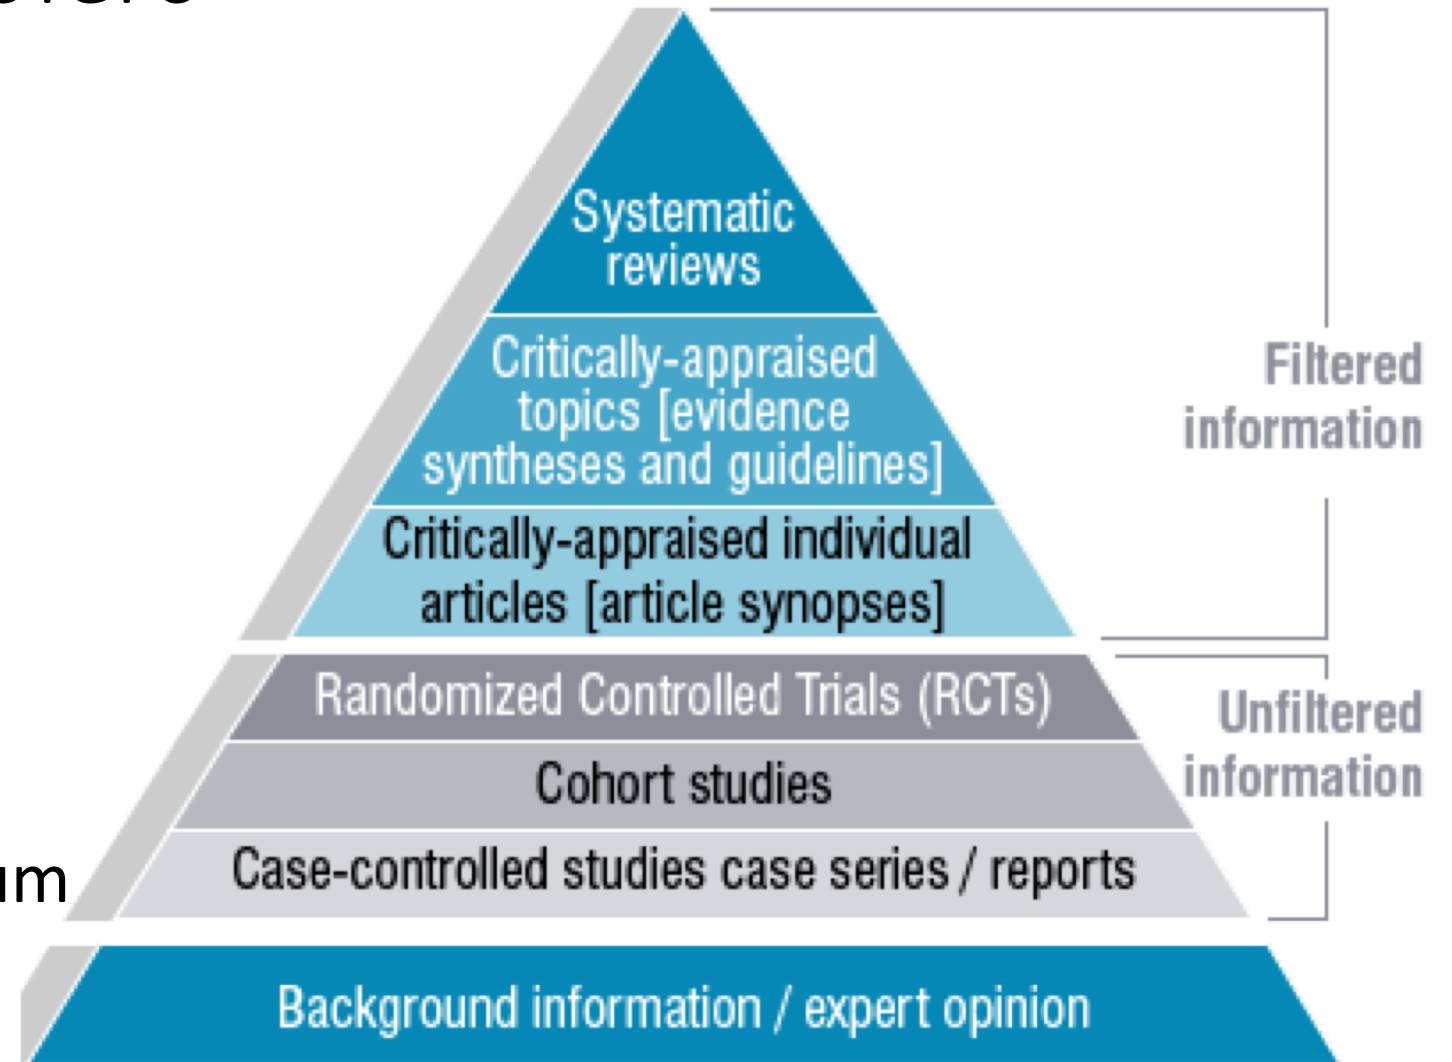 Systematic
reviews
Critically-appraised
topics [evidence
syntheses and guidelines]
Critically-appraised individual
articles [article synopses]
Filtered
information
Randomized Controlled Trials (RCTs)
Cohort studies
Case-controlled studies case series / reports
Unfiltered
information
um
Background information / expert opinion